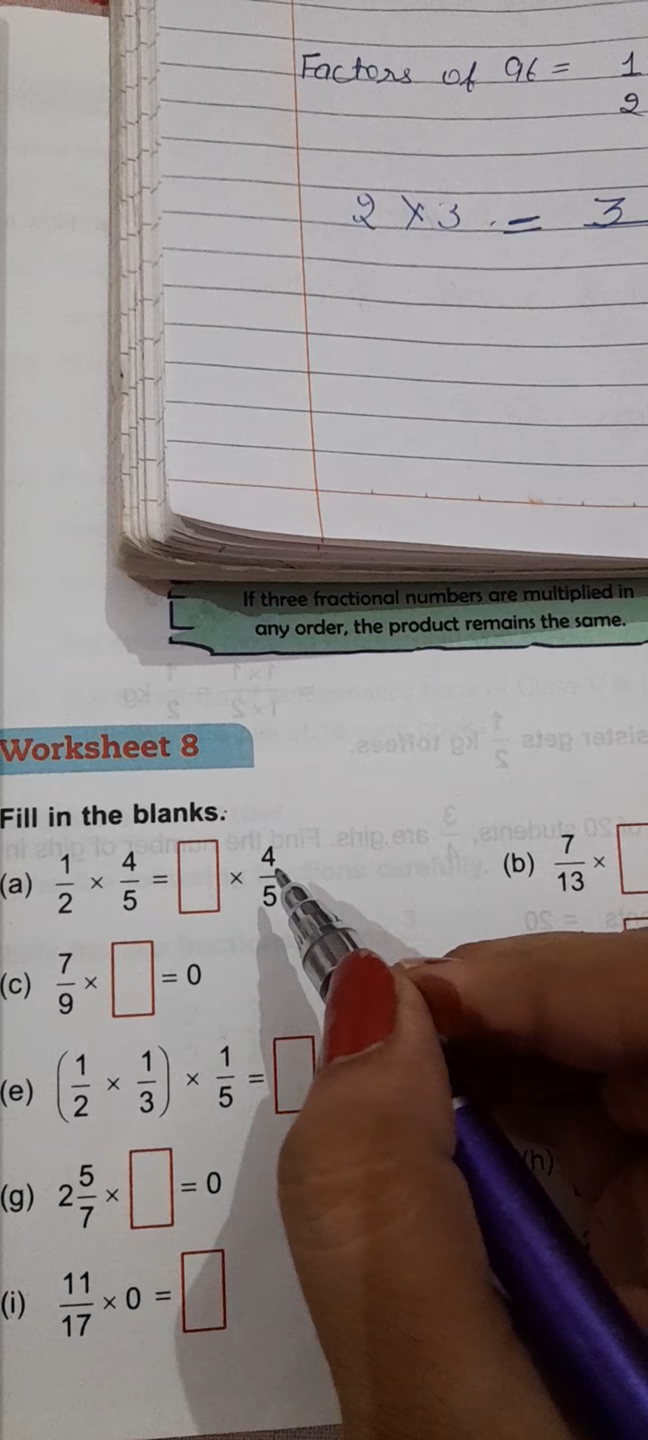 Factors of 96 = 1
2
2 × 3 = 3
If three fractional numbers are multiplied in
any order, the product remains the same.
Worksheet 8
Fill in the blanks.
(a) 1/2 × 4/5 = □ × 4/5
(b) 7/13 × □
(c) 7/9 × □ = 0
(e) (1/2 × 1/3) × 1/5 = □
(g) 2 5/7 × □ = 0
(h)
(i) 11/17 × 0 = □